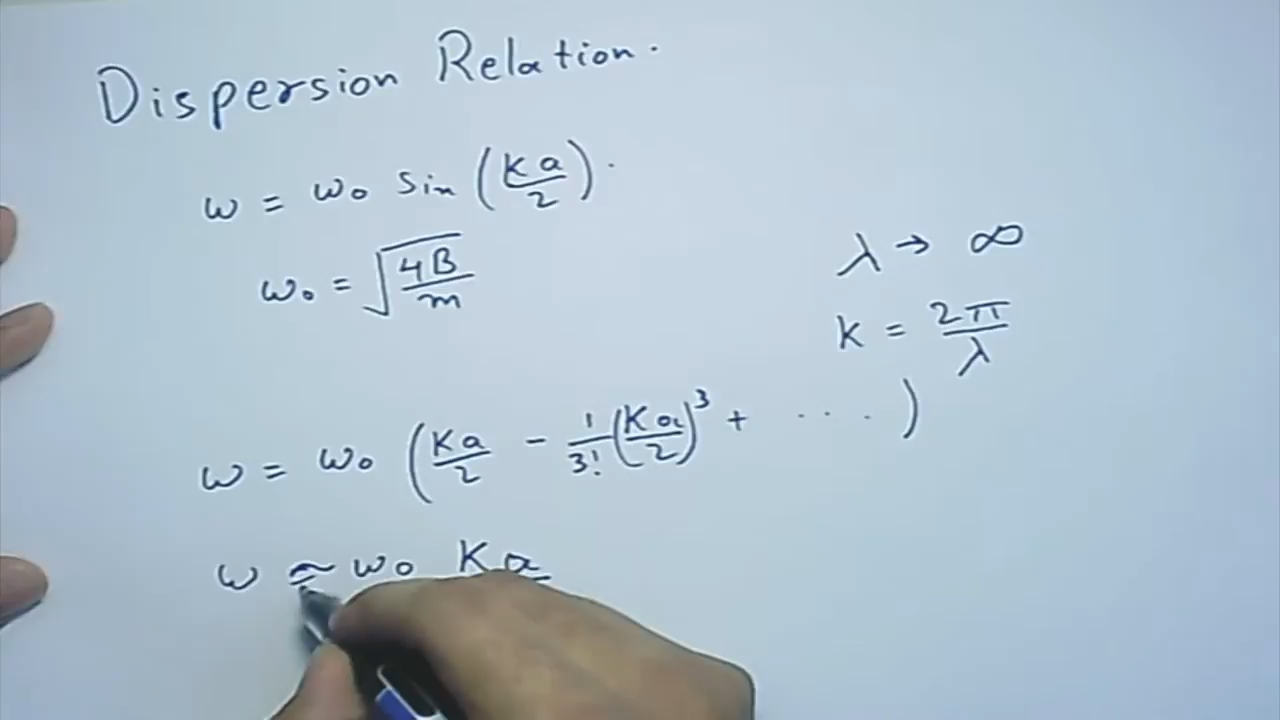 Dispersion Relation.
ω = ω₀ sin (Ka/2).
ω₀ = √(4B/m)
λ → ∞
K = 2π/λ
ω = ω₀ (Ka/2 - 1/3! (Ka/2)³ + ....)
ω ≃ ω₀ Ka